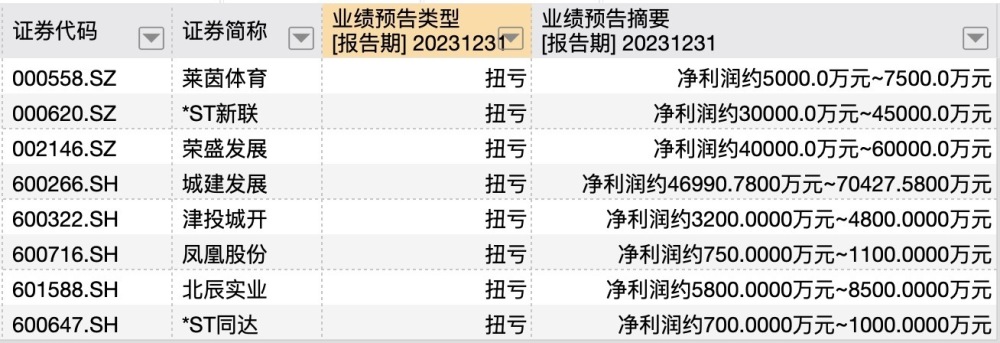 证券代码 证券简称 业绩预告类型 业绩预告摘要
[报告期] 20231231 [报告期] 20231231
000558.SZ 莱茵体育 扭亏 净利润约5000.0万元~7500.0万元
000620.SZ *ST新联 扭亏 净利润约30000.0万元~45000.0万元
002146.SZ 荣盛发展 扭亏 净利润约40000.0万元~60000.0万元
600266.SH 城建发展 扭亏 净利润约46990.7800万元~70427.5800万元
600322.SH 津投城开 扭亏 净利润约3200.0000万元~4800.0000万元
600716.SH 凤凰股份 扭亏 净利润约750.0000万元~1100.0000万元
601588.SH 北辰实业 扭亏 净利润约5800.0000万元~8500.0000万元
600647.SH *ST同达 扭亏 净利润约700.0000万元~1000.0000万元